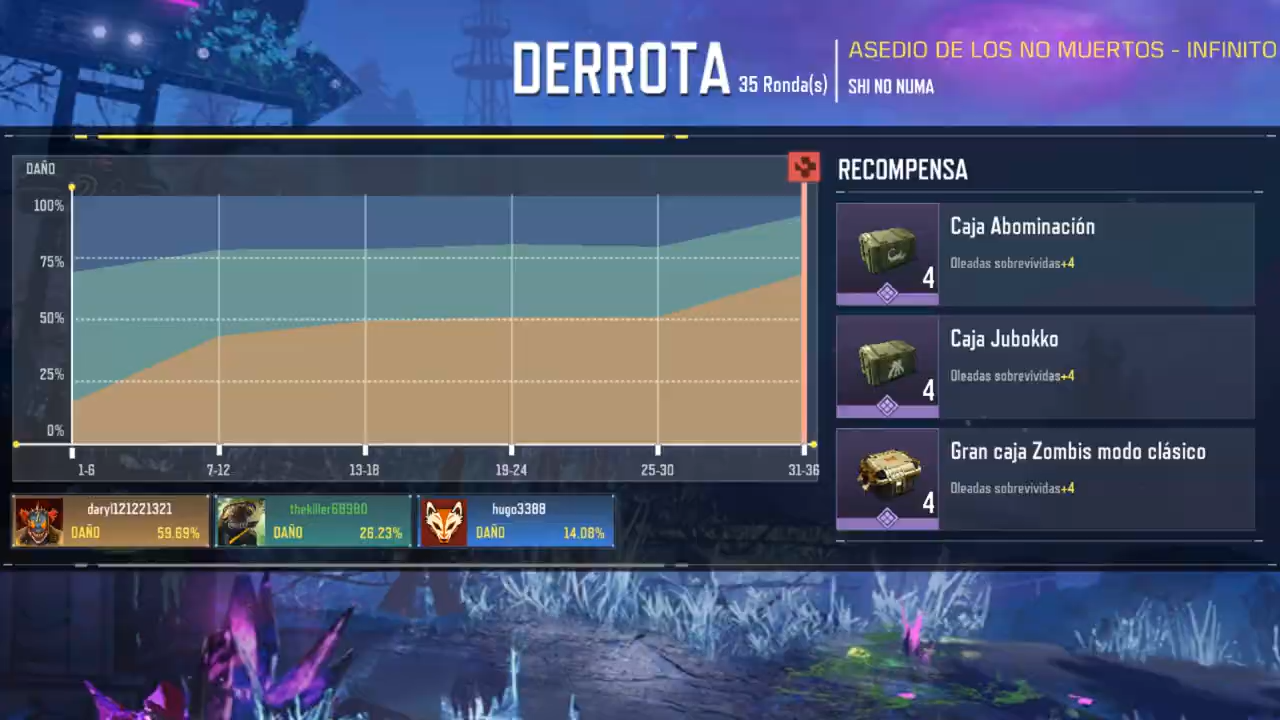 DERROTA
35 Ronda(s)
ASEDIO DE LOS NO MUERTOS - INFINITO
SHI NO NUMA
DAÑO
100%
75%
50%
25%
0%
1-6
7-12
13-18
19-24
25-30
31-36
daryl121221321
DAÑO 59.69%
thekiller68980
DAÑO 26.23%
hugo3388
DAÑO 14.08%
RECOMPENSA
Caja Abominación
Oleadas sobrevividas+4
4
Caja Jubokko
Oleadas sobrevividas+4
4
Gran caja Zombis modo clásico
Oleadas sobrevividas+4
4